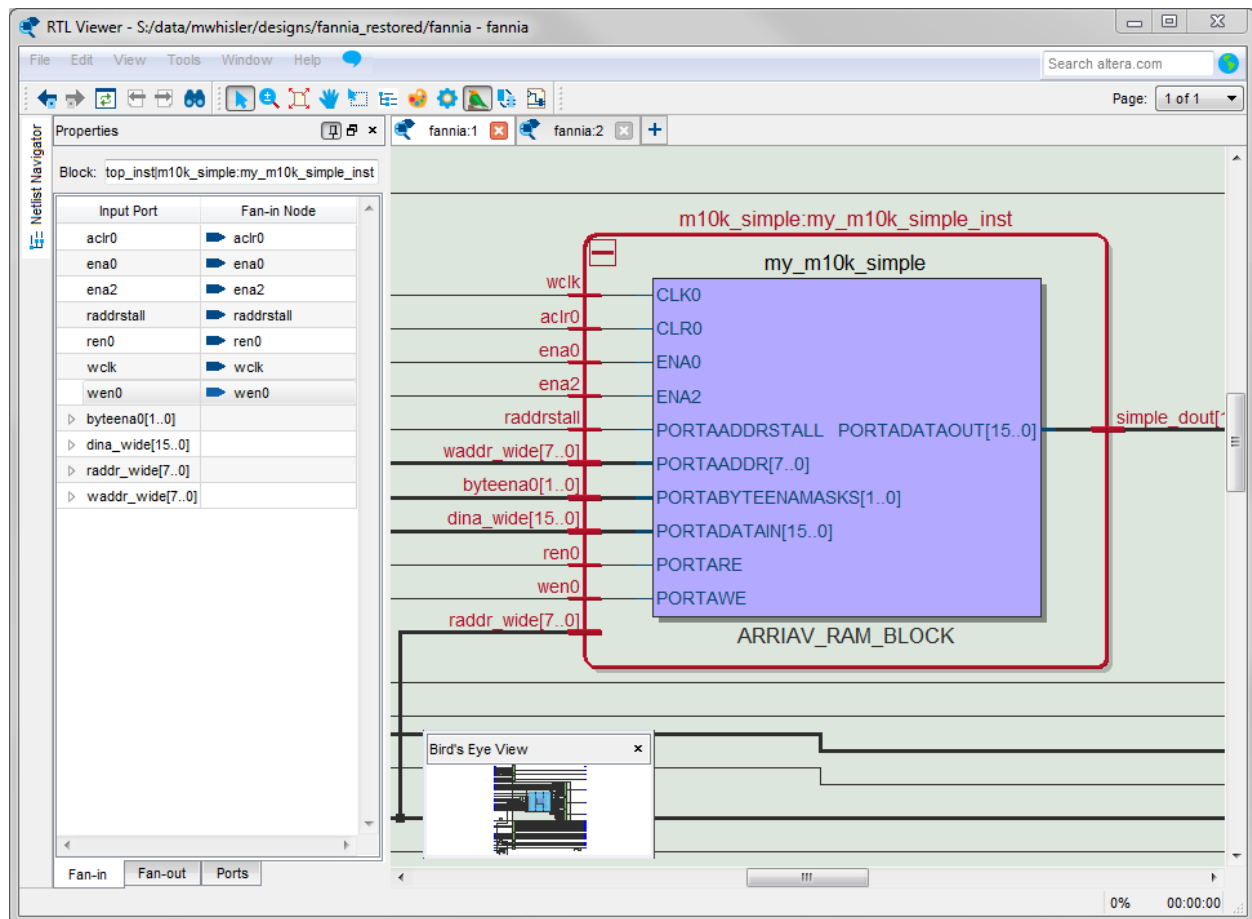 RTL Viewer - S:/data/mwhisler/designs/fannia_restored/fannia - fannia
File Edit View Tools Window Help
Search altera.com
Page: 1 of 1
Netlist Navigator
Properties
Block: top_inst|m10k_simple:my_m10k_simple_inst
Input Port Fan-in Node
aclr0 aclr0
ena0 ena0
ena2 ena2
raddrstall raddrstall
ren0 ren0
wclk wclk
wen0 wen0
byteena0[1..0]
dina_wide[15..0]
raddr_wide[7..0]
waddr_wide[7..0]
Fan-in Fan-out Ports
fannia:1 fannia:2
m10k_simple:my_m10k_simple_inst
my_m10k_simple
wclk CLK0
aclr0 CLR0
ena0 ENA0
ena2 ENA2
raddrstall PORTAADDRSTALL PORTADATAOUT[15..0] simple_dout[1
waddr_wide[7..0] PORTAADDR[7..0]
byteena0[1..0] PORTABYTEENAMASKS[1..0]
dina_wide[15..0] PORTADATAIN[15..0]
ren0 PORTARE
wen0 PORTAWE
raddr_wide[7..0]
ARRIAV_RAM_BLOCK
Bird's Eye View
0% 00:00:00